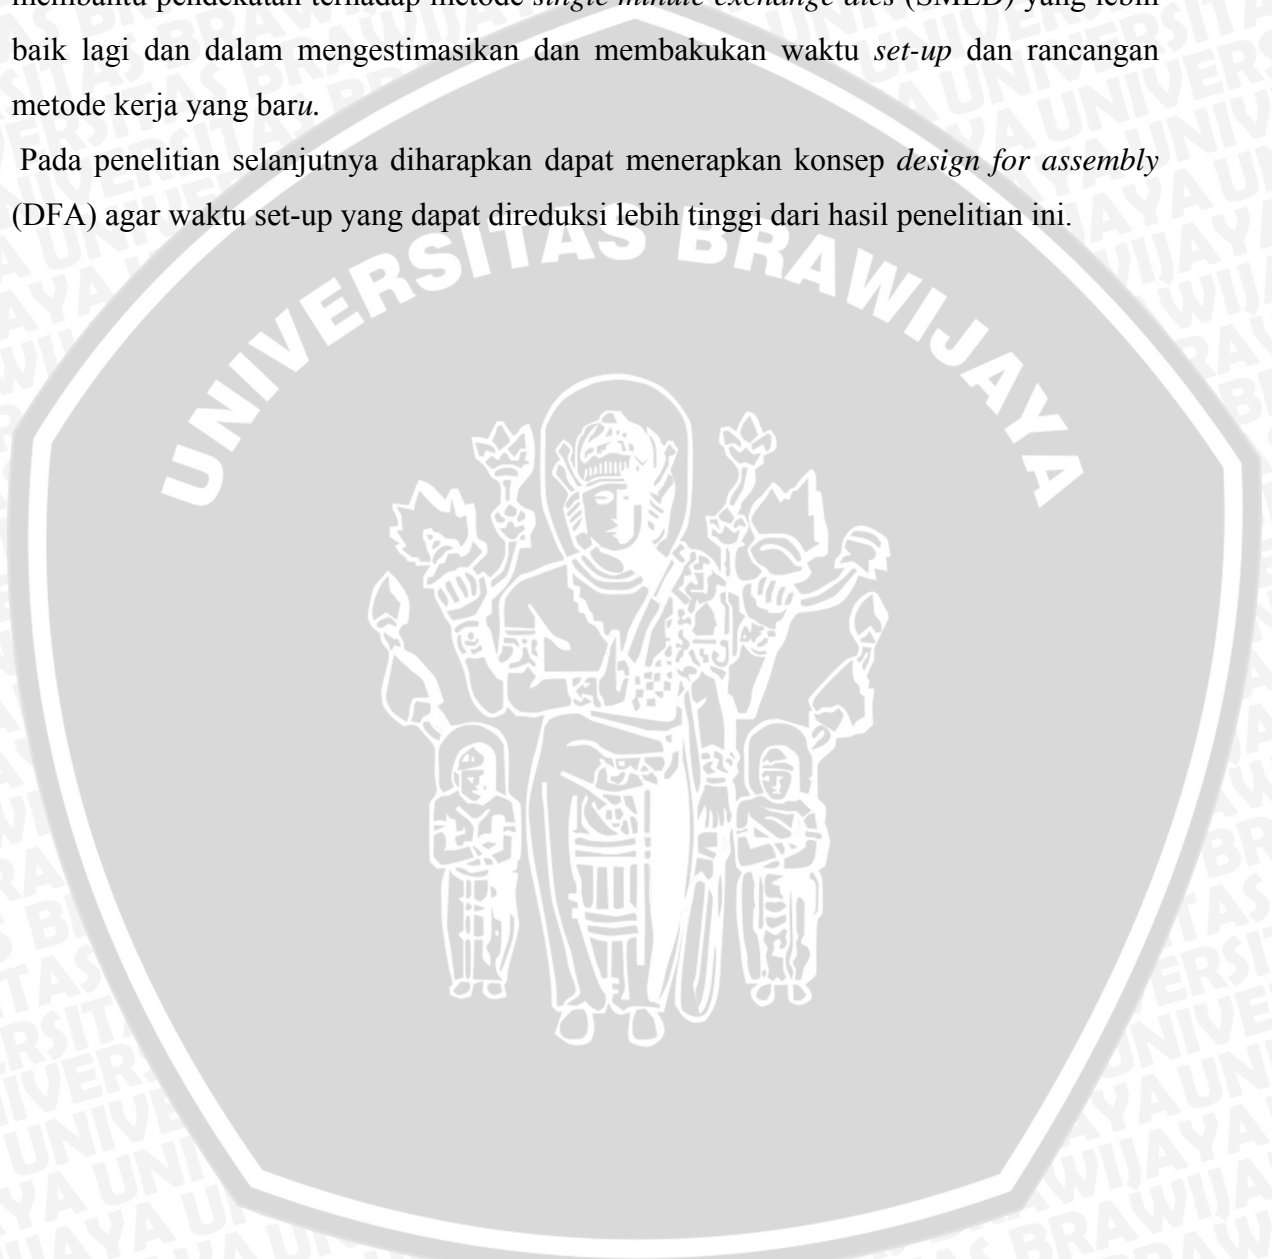 membantu pendekatan terhadap metode single minute exchange dies (SMED) yang lebih
baik lagi dan dalam mengestimasikan dan membakukan waktu set-up dan rancangan
metode kerja yang baru.
Pada penelitian selanjutnya diharapkan dapat menerapkan konsep design for assembly
(DFA) agar waktu set-up yang dapat direduksi lebih tinggi dari hasil penelitian ini.
UNIVERSITAS BRAWIJAYA